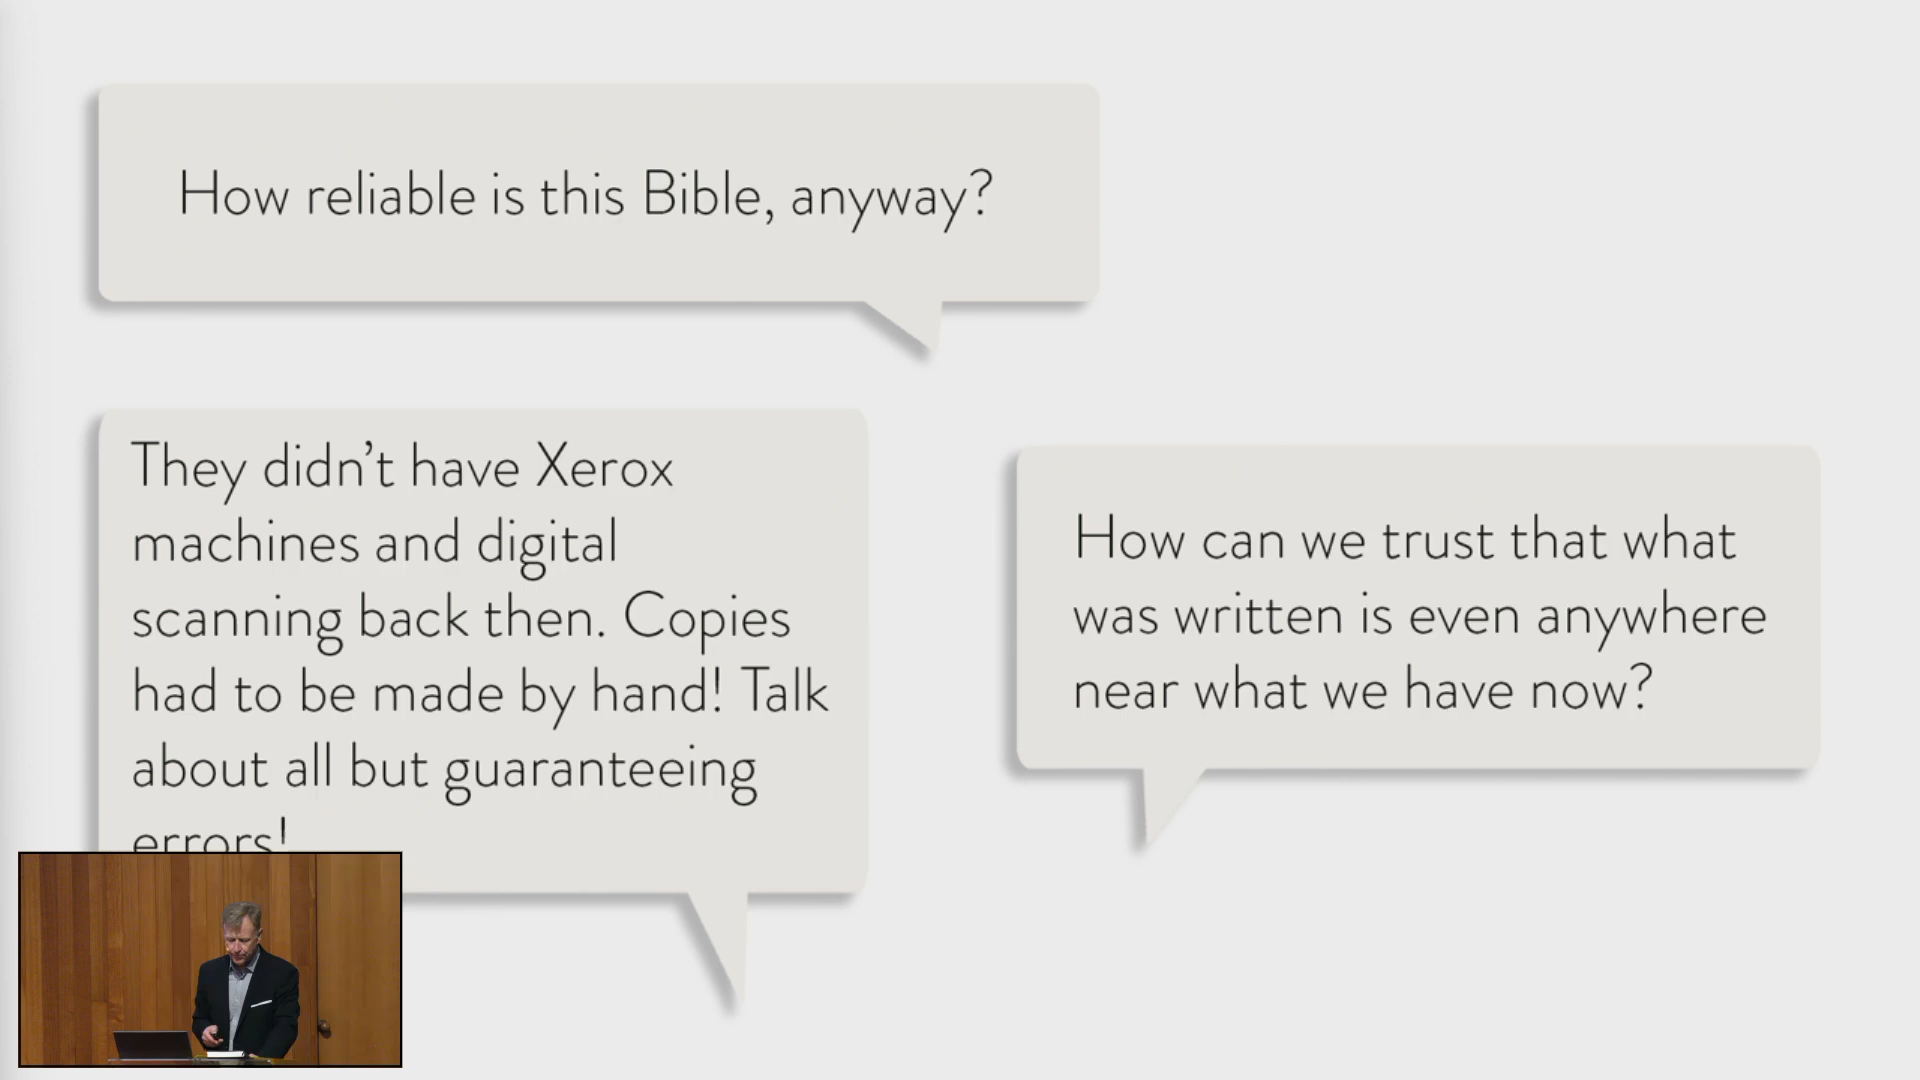 How reliable is this Bible, anyway?
They didn’t have Xerox
machines and digital
scanning back then. Copies
had to be made by hand! Talk
about all but guaranteeing
errors!
How can we trust that what
was written is even anywhere
near what we have now?